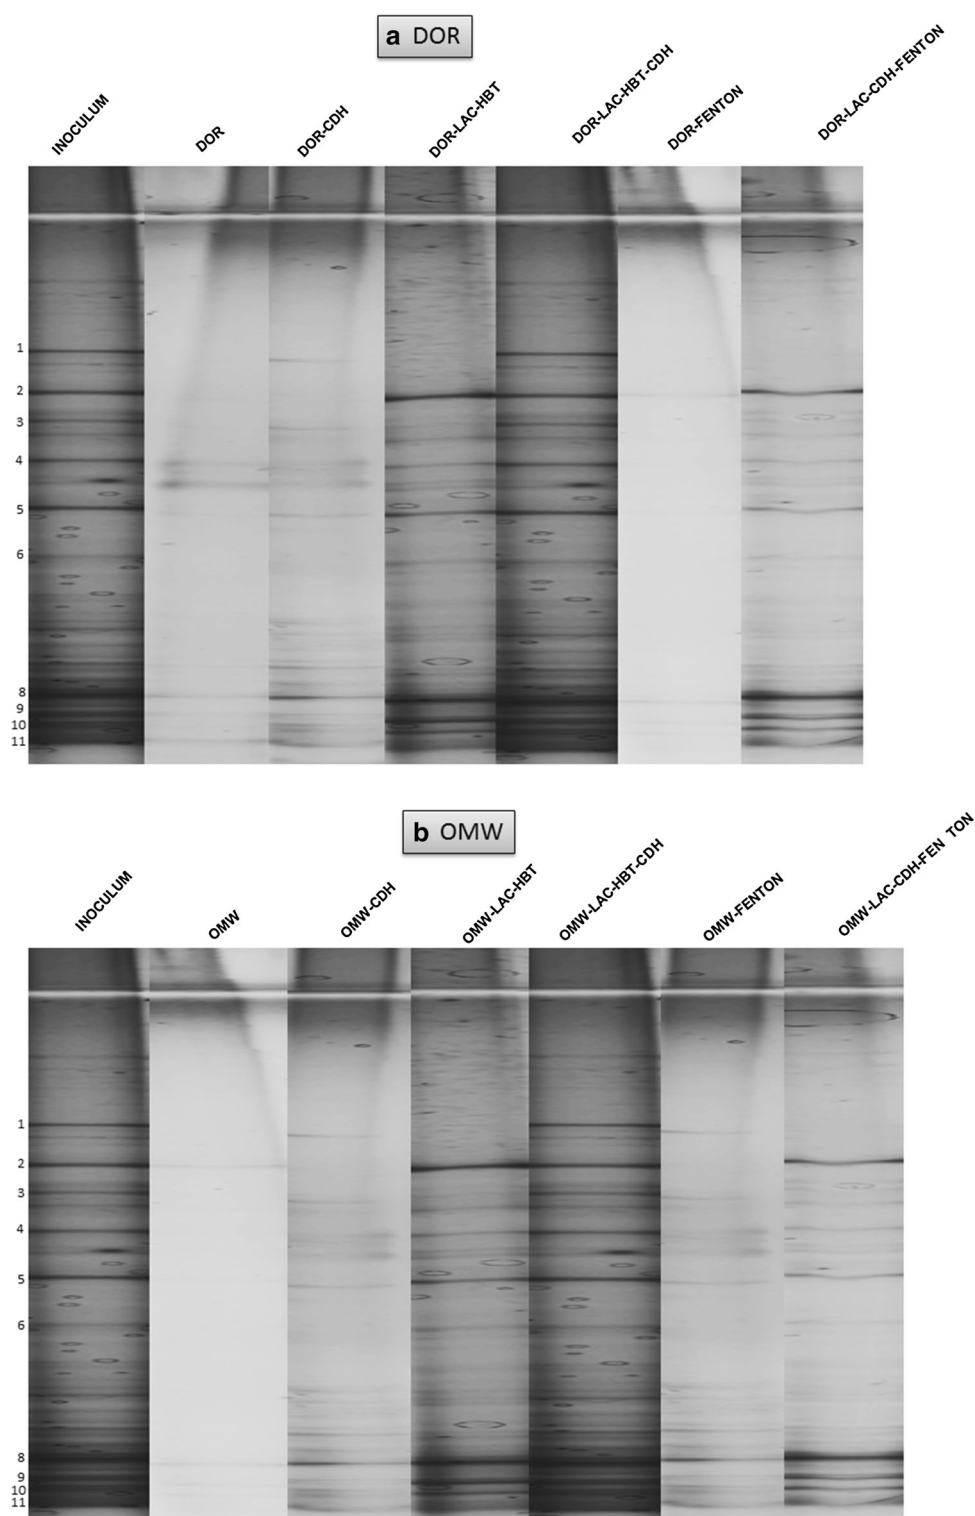 a DOR
INOCULUM
DOR
DOR-CDH
DOR-LAC-HBT
DOR-LAC-HBT-CDH
DOR-FENTON
DOR-LAC-CDH-FENTON
1
2
3
4
5
6
8
9
10
11
b OMW
INOCULUM
OMW
OMW-CDH
OMW-LAC-HBT
OMW-LAC-HBT-CDH
OMW-FENTON
OMW-LAC-CDH-FEN TON
1
2
3
4
5
6
8
9
10
11